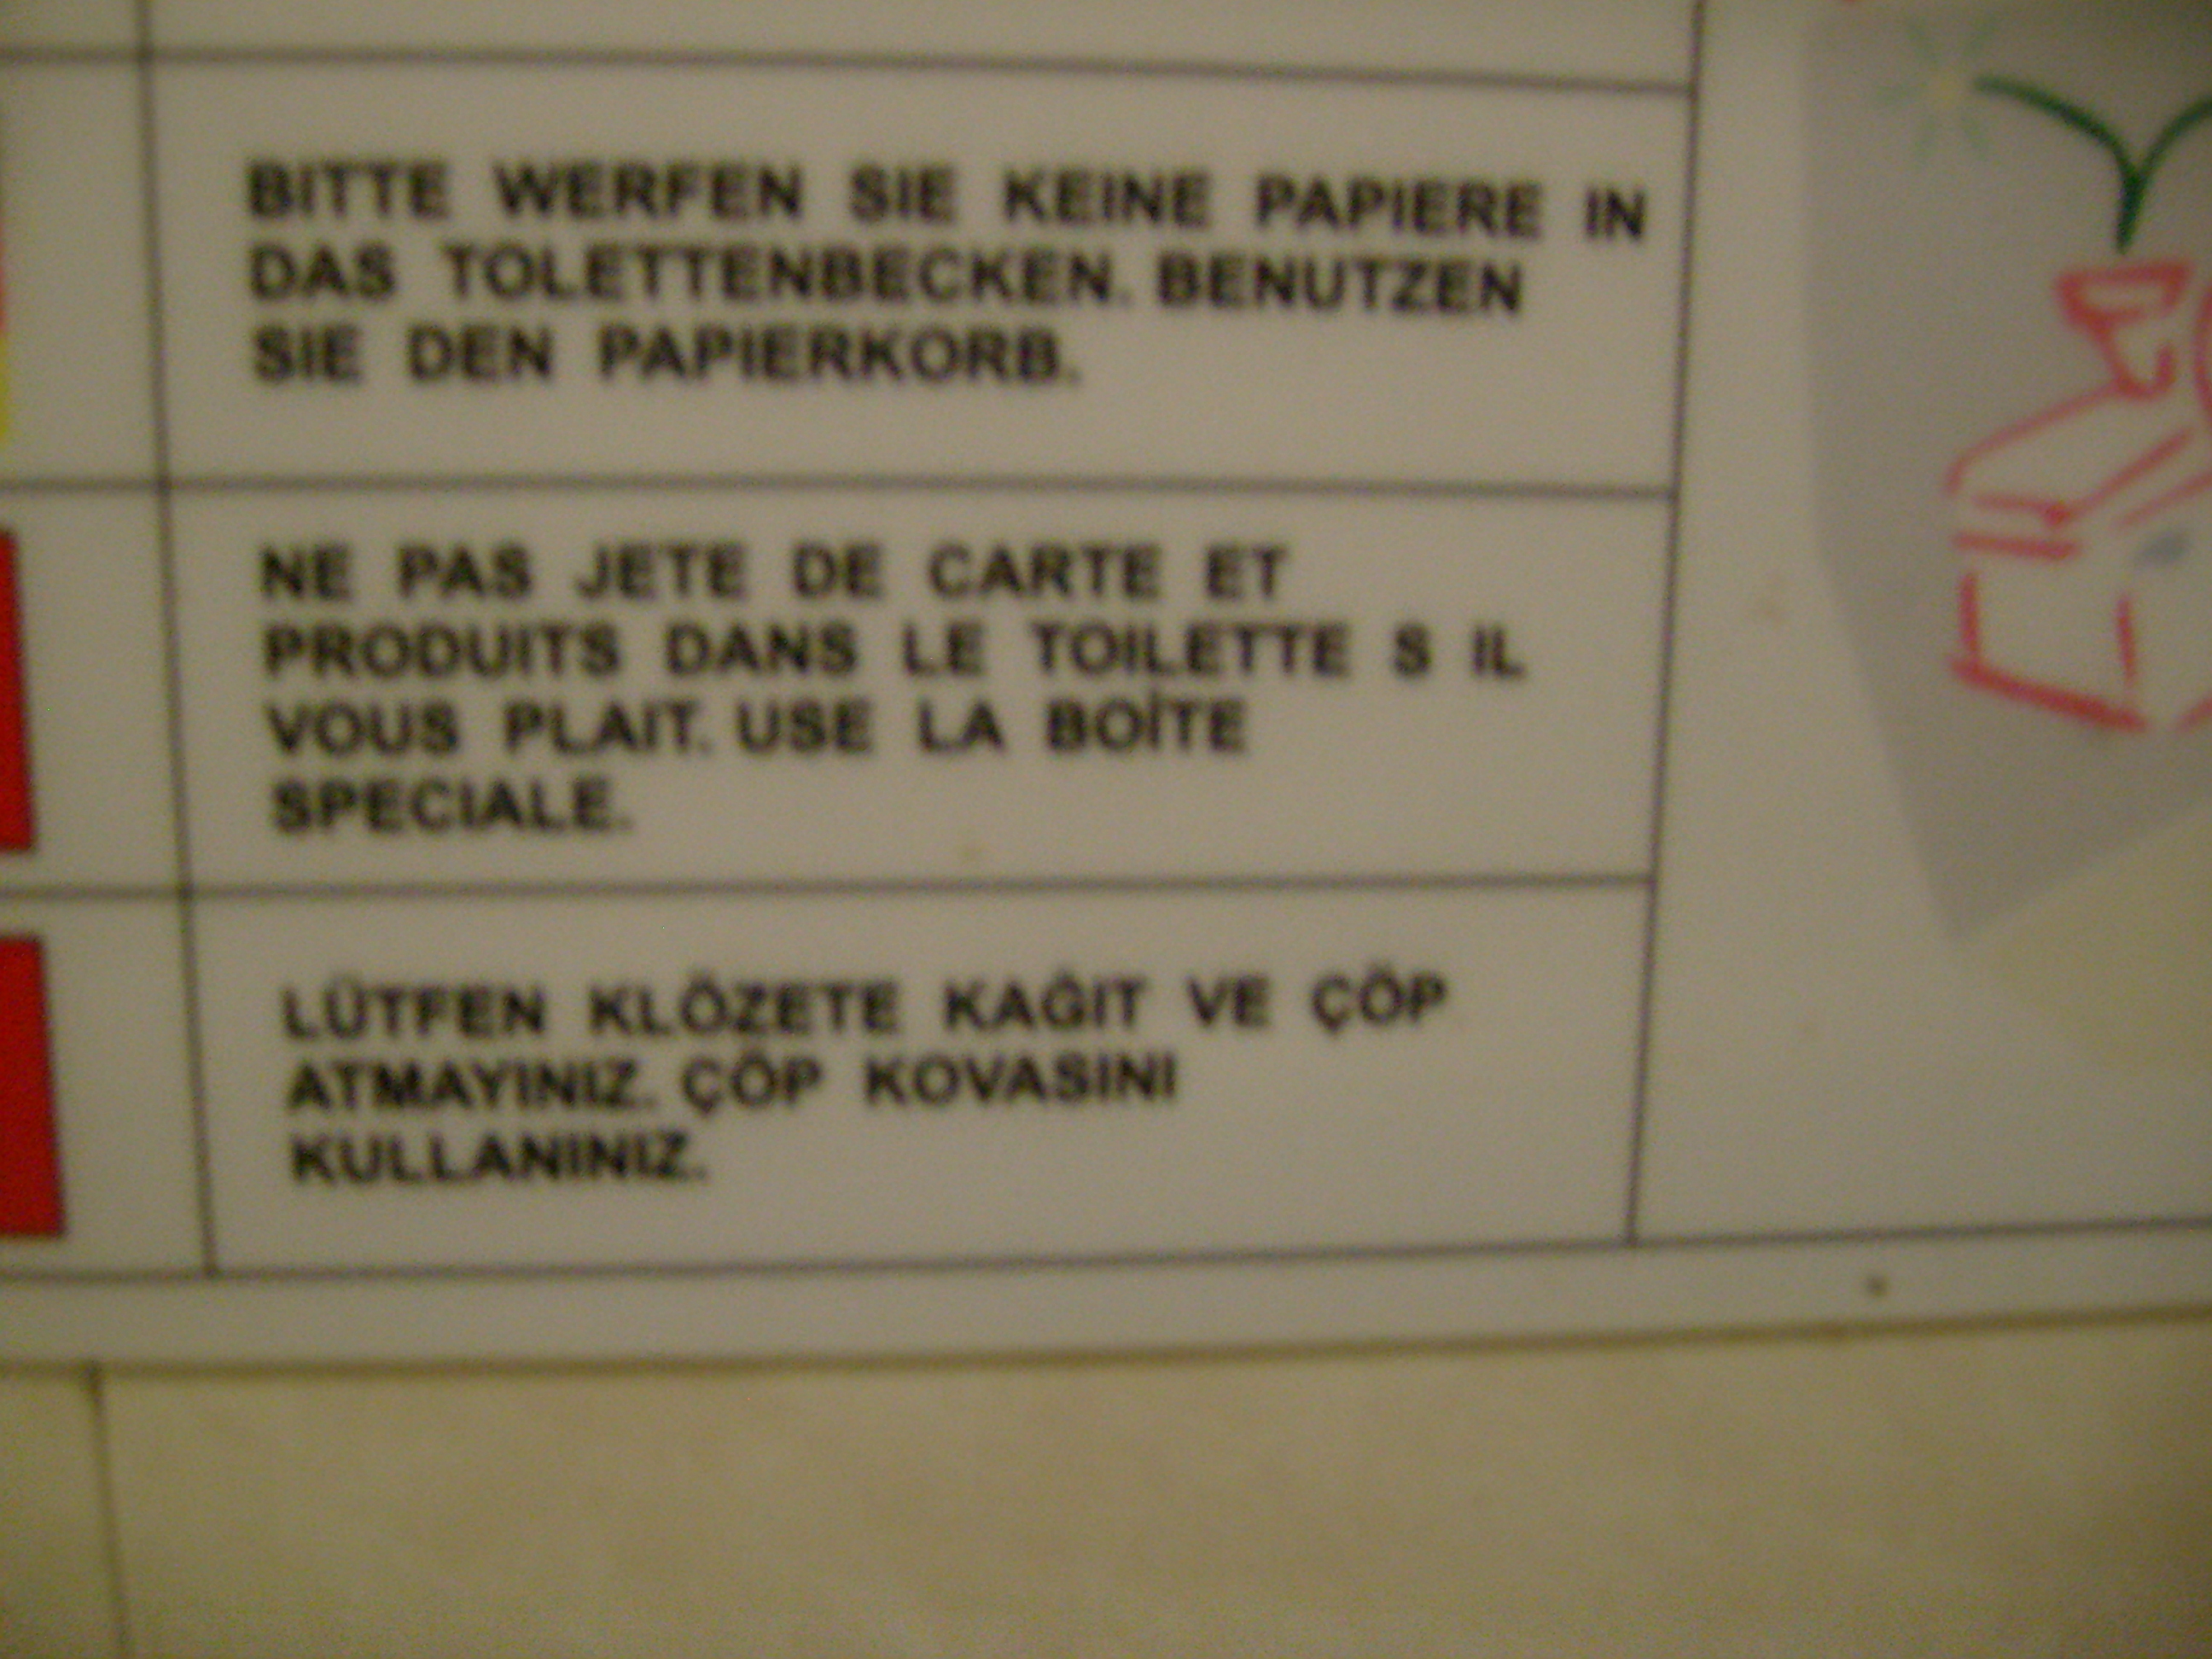 BITTE WERFEN SIE KEINE PAPIERE IN
DAS TOLETTENBECKEN. BENUTZEN
SIE DEN PAPIERKORB.
NE PAS JETE DE CARTE ET
PRODUITS DANS LE TOILETTE S IL
VOUS PLAIT. USE LA BOÎTE
SPECIALE.
LÜTFEN KLÖZETE KAĞIT VE ÇÖP
ATMAYINIZ. ÇÖP KOVASINI
KULLANINIZ.